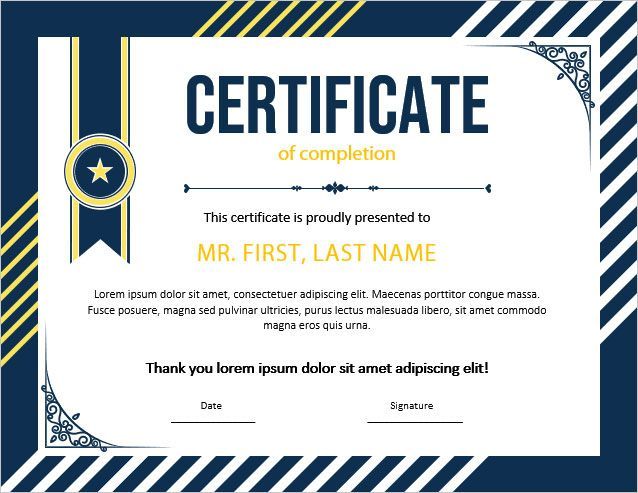 CERTIFICATE
of completion
This certificate is proudly presented to
MR. FIRST, LAST NAME
Lorem ipsum dolor sit amet, consectetuer adipiscing elit. Maecenas porttitor congue massa.
Fusce posuere, magna sed pulvinar ultricies, purus lectus malesuada libero, sit amet commodo
magna eros quis urna.
Thank you lorem ipsum dolor sit amet adipiscing elit!
Date
Signature